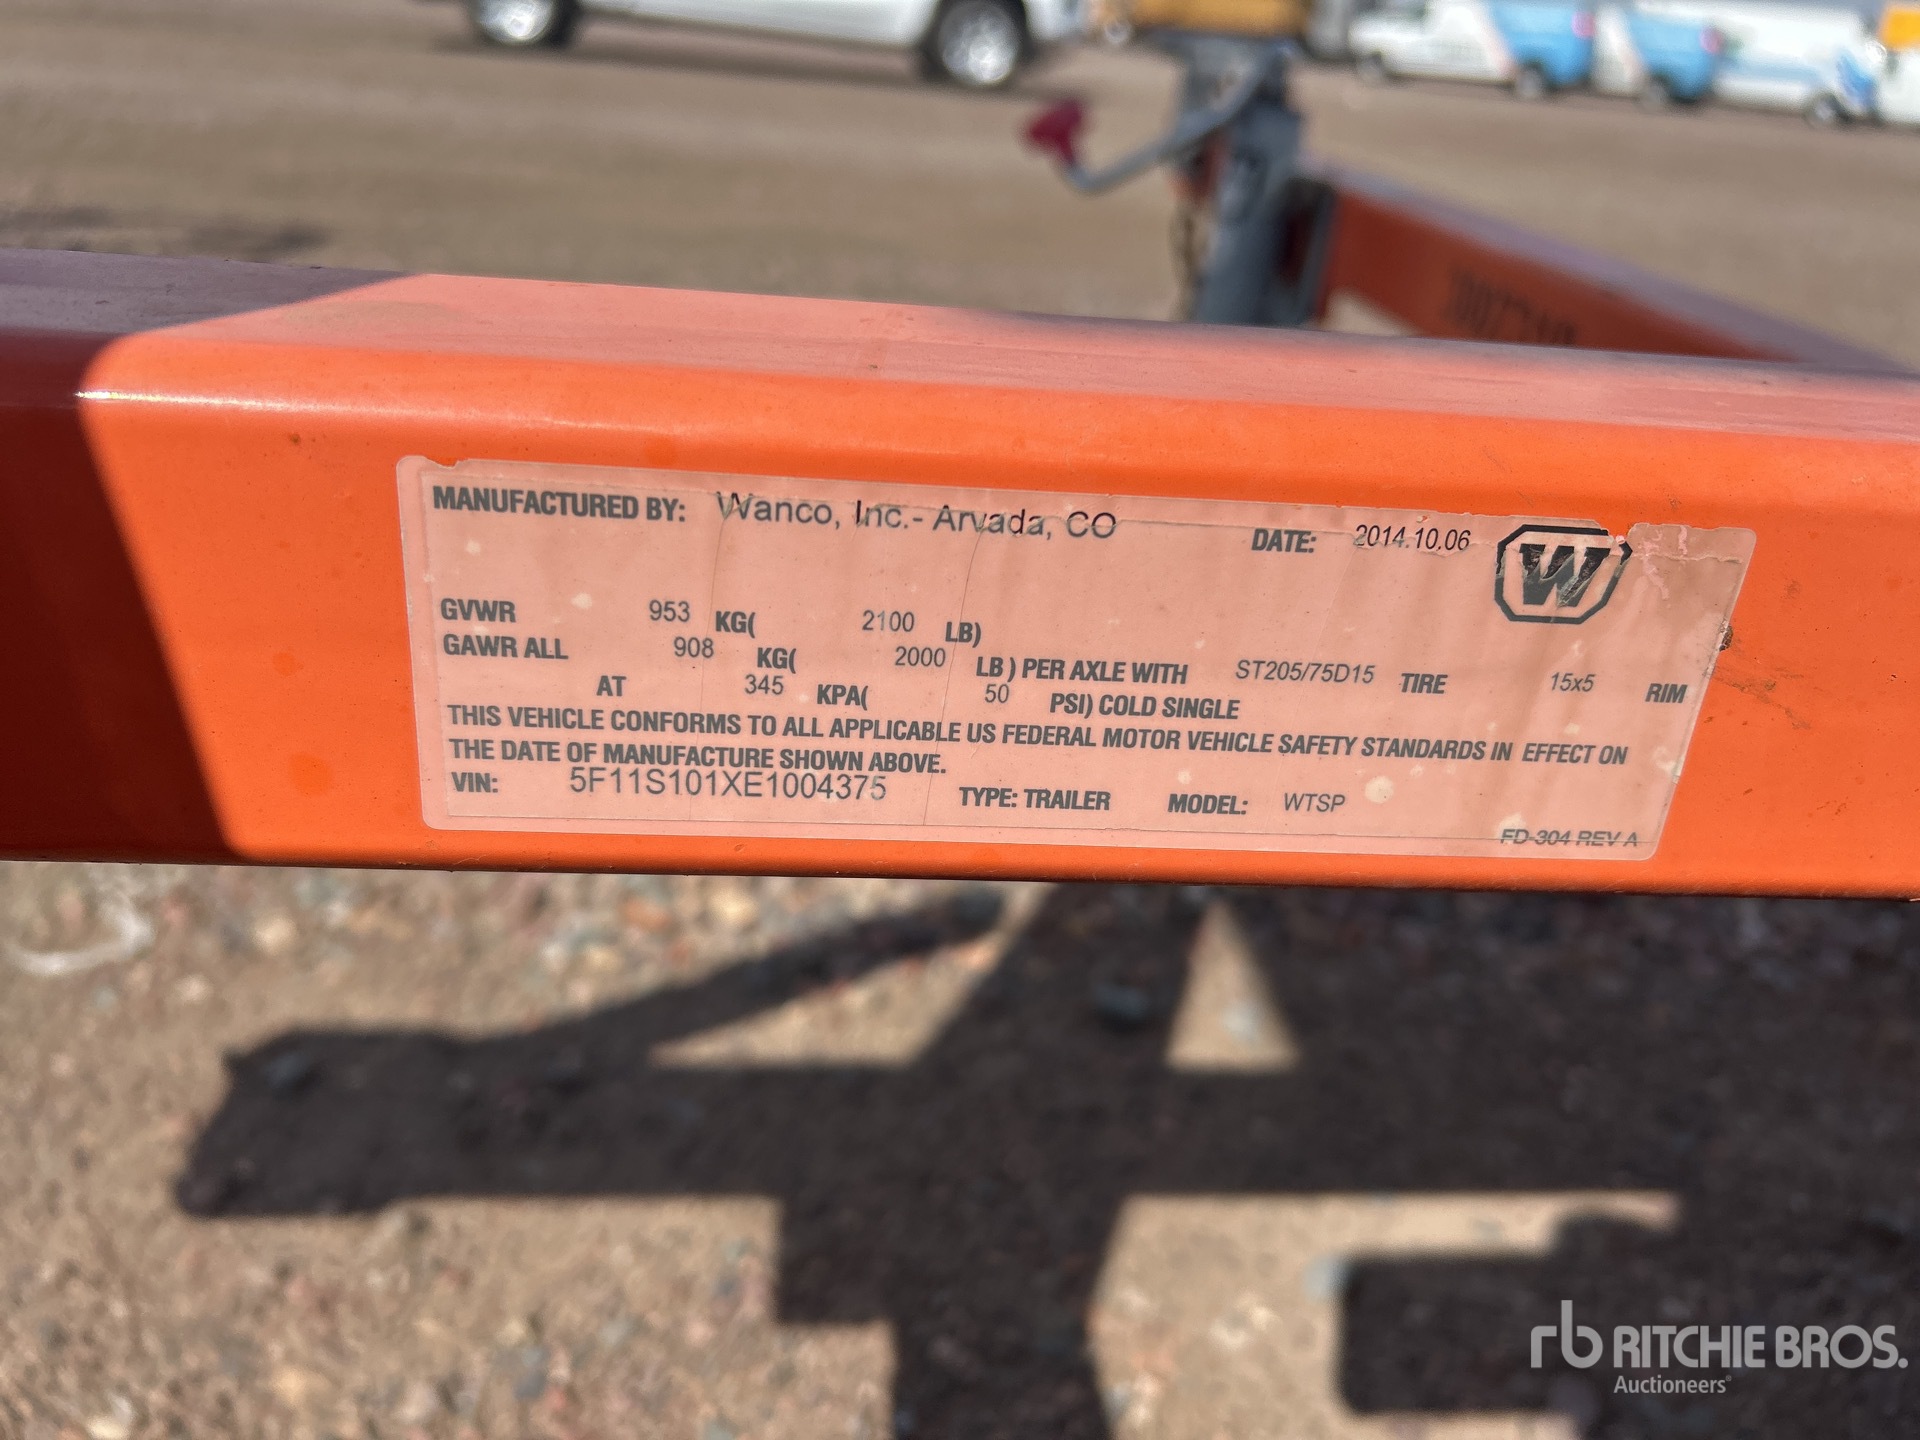 MANUFACTURED BY: Wanco, Inc.- Arvada, CO DATE: 2014.10.06 W
GVWR 953 KG( 2100 LB)
GAWR ALL 908 KG( 2000 LB ) PER AXLE WITH ST205/75D15 TIRE 15x5 RIM
AT 345 KPA( 50 PSI) COLD SINGLE
THIS VEHICLE CONFORMS TO ALL APPLICABLE US FEDERAL MOTOR VEHICLE SAFETY STANDARDS IN EFFECT ON
THE DATE OF MANUFACTURE SHOWN ABOVE.
VIN: 5F11S101XE1004375 TYPE: TRAILER MODEL: WTSP
FD-304 REV A
rb RITCHIE BROS.
Auctioneers